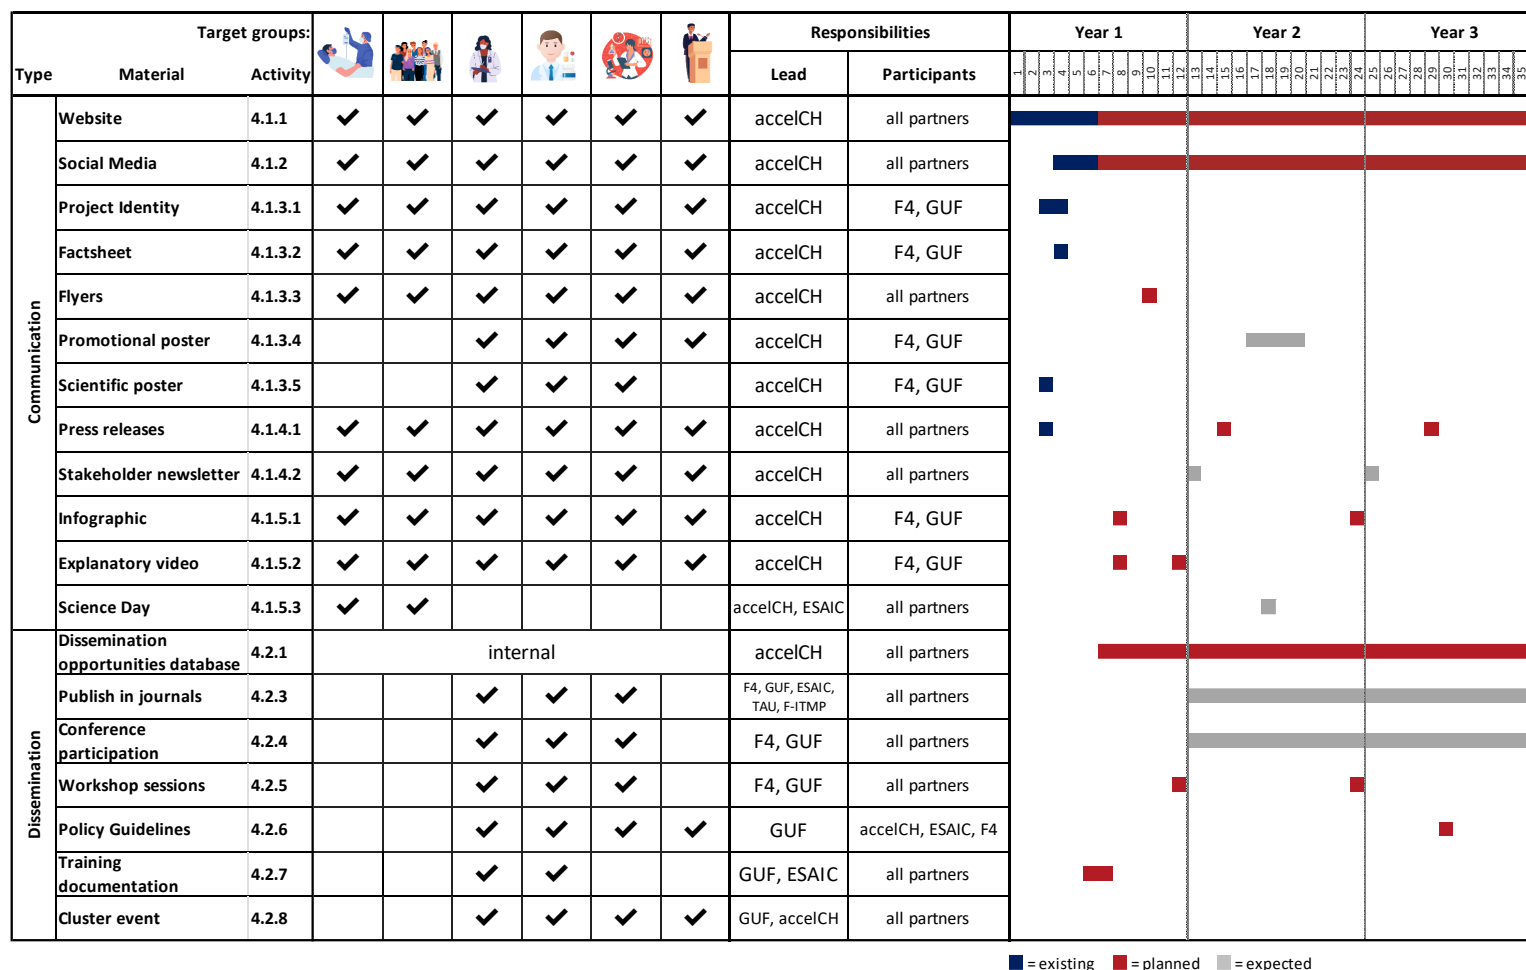 Target groups: Responsibilities Year 1 Year 2 Year 3
Type Material Activity Lead Participants 1 2 3 4 5 6 7 8 9 10 11 12 13 14 15 16 17 18 19 20 21 22 23 24 25 26 27 28 29 30 31 32 33 34 35
Communication
Website 4.1.1 ✓ ✓ ✓ ✓ ✓ ✓ accelCH all partners
Social Media 4.1.2 ✓ ✓ ✓ ✓ ✓ ✓ accelCH all partners
Project Identity 4.1.3.1 ✓ ✓ ✓ ✓ ✓ ✓ accelCH F4, GUF
Factsheet 4.1.3.2 ✓ ✓ ✓ ✓ ✓ ✓ accelCH F4, GUF
Flyers 4.1.3.3 ✓ ✓ ✓ ✓ ✓ ✓ accelCH all partners
Promotional poster 4.1.3.4 ✓ ✓ ✓ ✓ accelCH F4, GUF
Scientific poster 4.1.3.5 ✓ ✓ ✓ accelCH F4, GUF
Press releases 4.1.4.1 ✓ ✓ ✓ ✓ ✓ ✓ accelCH all partners
Stakeholder newsletter 4.1.4.2 ✓ ✓ ✓ ✓ ✓ ✓ accelCH all partners
Infographic 4.1.5.1 ✓ ✓ ✓ ✓ ✓ ✓ accelCH F4, GUF
Explanatory video 4.1.5.2 ✓ ✓ ✓ ✓ ✓ ✓ accelCH F4, GUF
Science Day 4.1.5.3 ✓ ✓ accelCH, ESAIC all partners
Dissemination
Dissemination
opportunities database 4.2.1 internal accelCH all partners
Publish in journals 4.2.3 ✓ ✓ ✓ F4, GUF, ESAIC,
TAU, F-ITMP all partners
Conference
participation 4.2.4 ✓ ✓ ✓ F4, GUF all partners
Workshop sessions 4.2.5 ✓ ✓ ✓ F4, GUF all partners
Policy Guidelines 4.2.6 ✓ ✓ ✓ ✓ GUF accelCH, ESAIC, F4
Training
documentation 4.2.7 ✓ ✓ GUF, ESAIC all partners
Cluster event 4.2.8 ✓ ✓ ✓ ✓ GUF, accelCH all partners
= existing = planned = expected